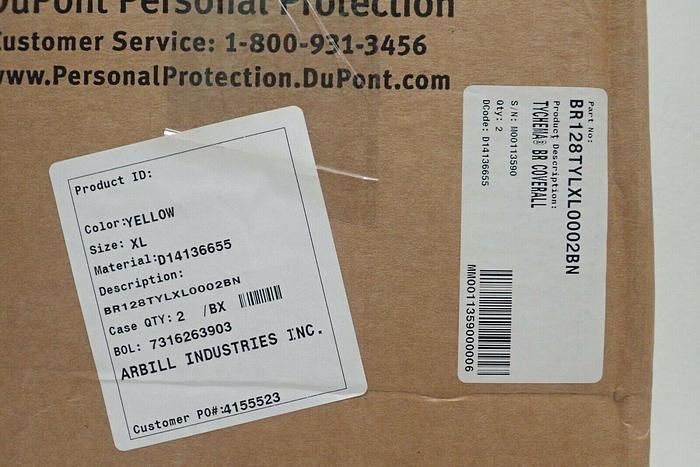 DuPont Personal Protection
Customer Service: 1-800-931-3456
www.PersonalProtection.DuPont.com
Product ID:
Color:YELLOW
Size: XL
Material:D14136655
Description:
BR128TYLXL0002BN
Case QTY: 2 /BX
BOL: 7316263903
ARBILL INDUSTRIES INC.
Customer PO#:4155523
Part No:
BR128TYLXL0002BN
Product Description:
TYCHEMA® BR COVERALL
S/N: M00113590
Qty: 2
DCode: D14136655
MM0011359000006